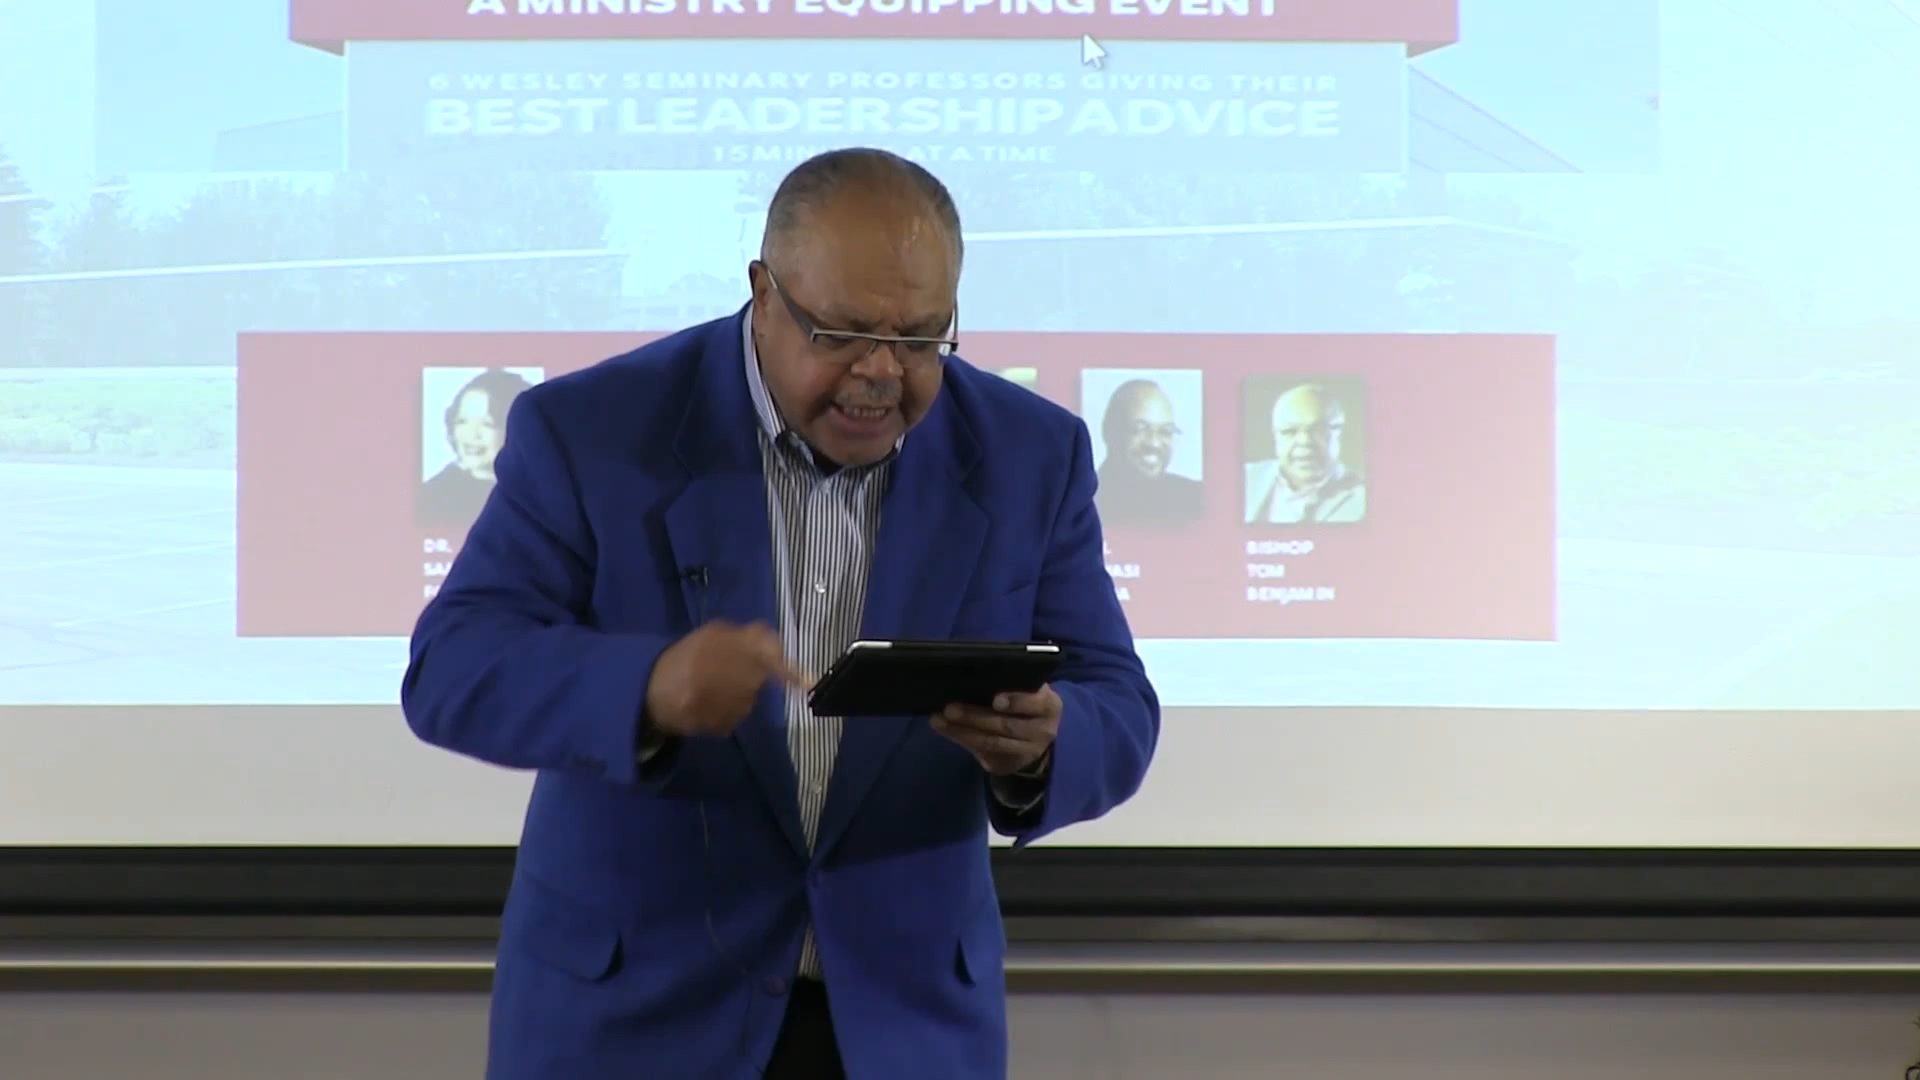 A MINISTRY EQUIPPING EVENT
6 WESLEY SEMINARY PROFESSORS GIVING THEIR
BEST LEADERSHIP ADVICE
15 AT A TIME
DR.
BISHOP
TOM
BENJAMIN